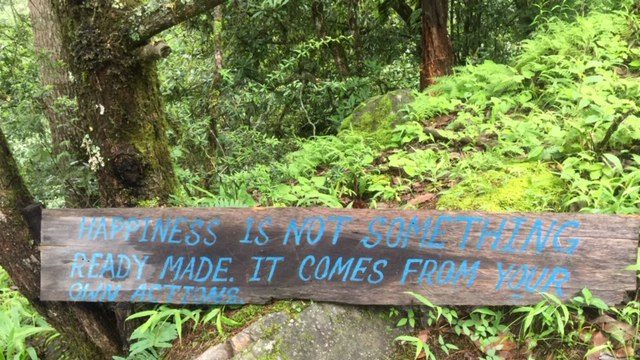 HAPPINESS IS NOT SOMETHING
READY MADE. IT COMES FROM YOUR
OWN ACTIONS.